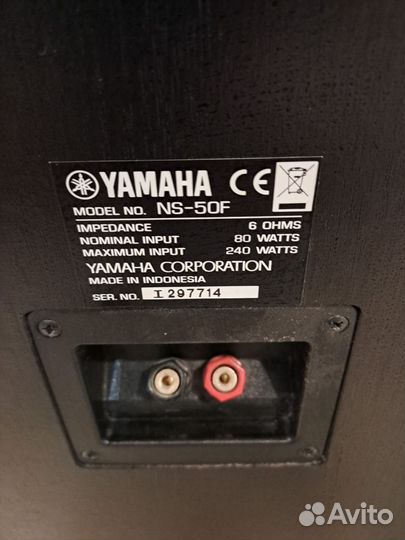 YAMAHA CE
MODEL NO. NS-50F
IMPEDANCE 6 OHMS
NOMINAL INPUT 80 WATTS
MAXIMUM INPUT 240 WATTS
YAMAHA CORPORATION
MADE IN INDONESIA
SER. NO. I 297714
Avito